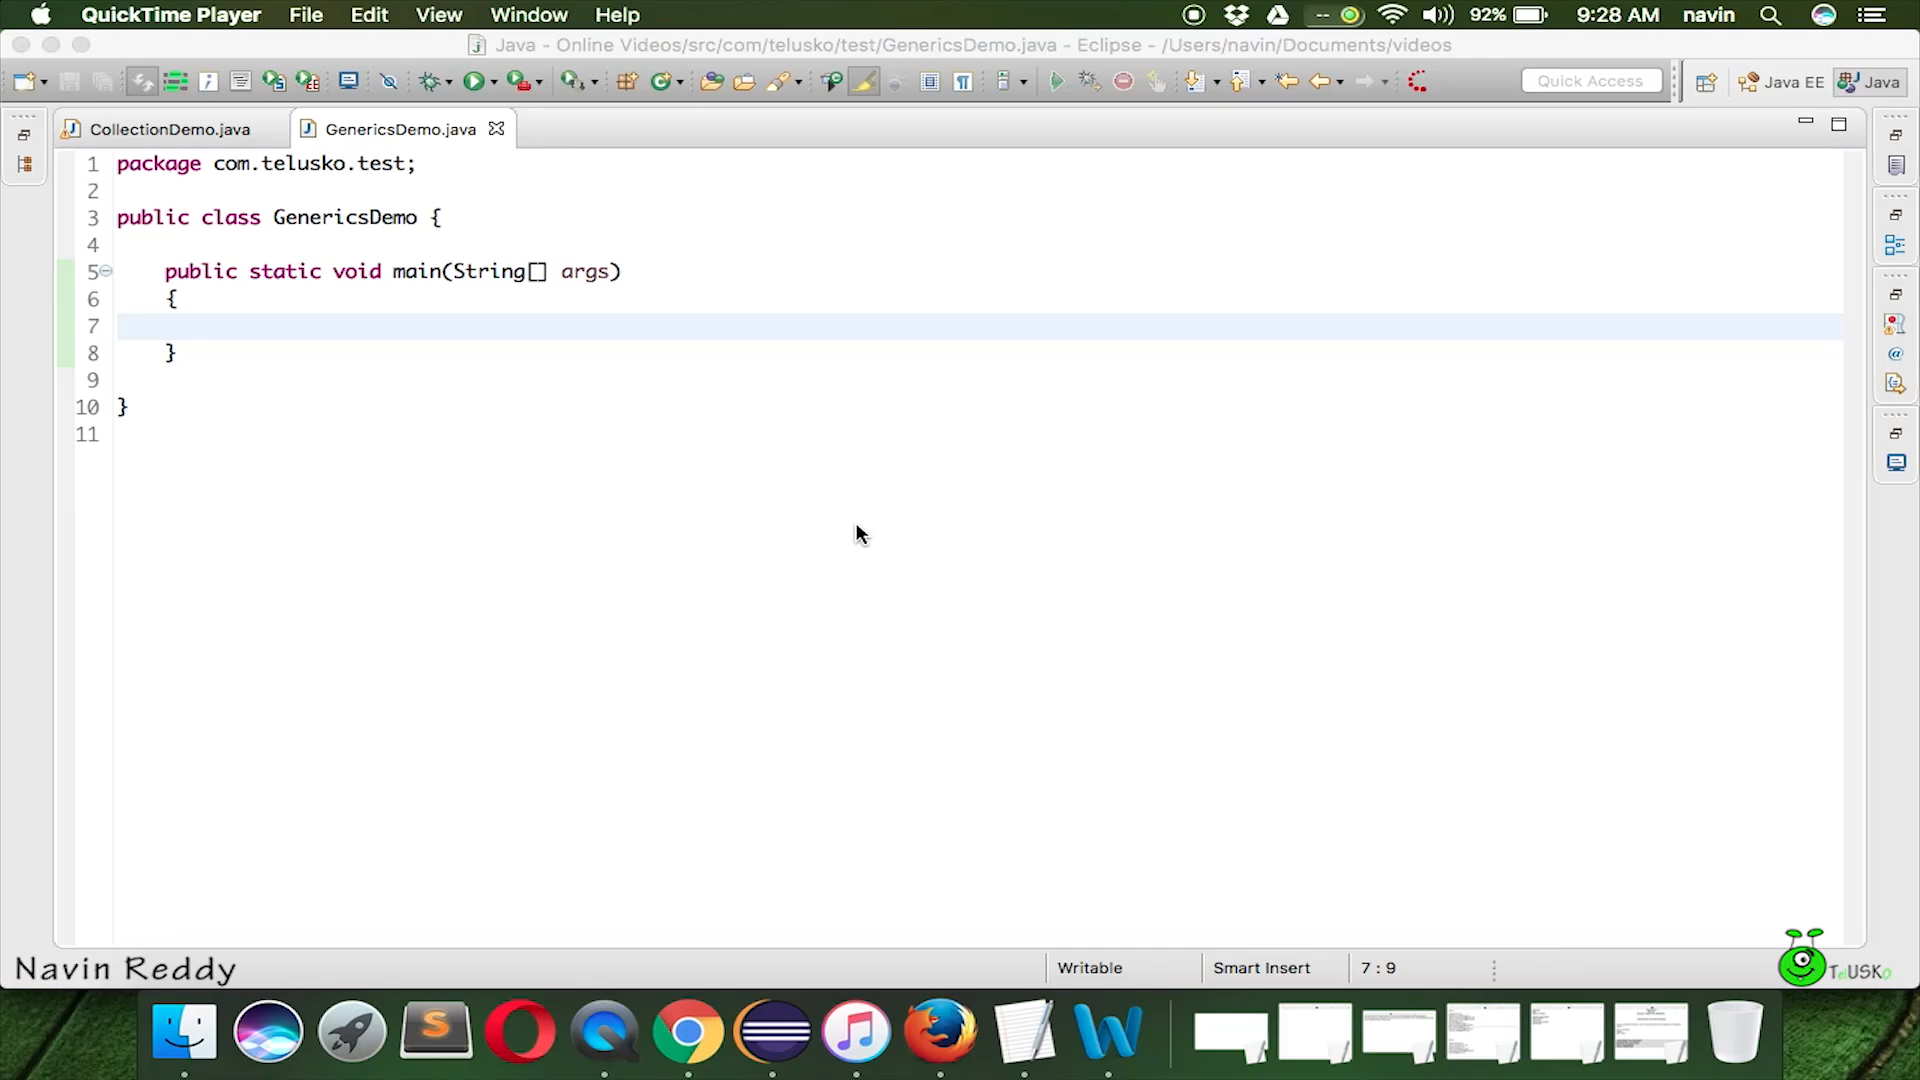 QuickTime Player File Edit View Window Help -- 92% 9:28 AM navin
Java - Online Videos/src/com/telusko/test/GenericsDemo.java - Eclipse - /Users/navin/Documents/videos
Quick Access Java EE Java
CollectionDemo.java GenericsDemo.java
1 package com.telusko.test;
2
3 public class GenericsDemo {
4
5 public static void main(String[] args)
6 {
7
8 }
9
10 }
11
Navin Reddy Writable Smart Insert 7 : 9
TelUSKO